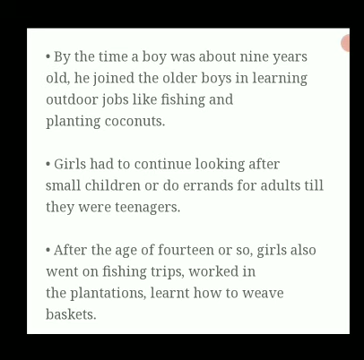 • By the time a boy was about nine years
old, he joined the older boys in learning
outdoor jobs like fishing and
planting coconuts.
• Girls had to continue looking after
small children or do errands for adults till
they were teenagers.
• After the age of fourteen or so, girls also
went on fishing trips, worked in
the plantations, learnt how to weave
baskets.